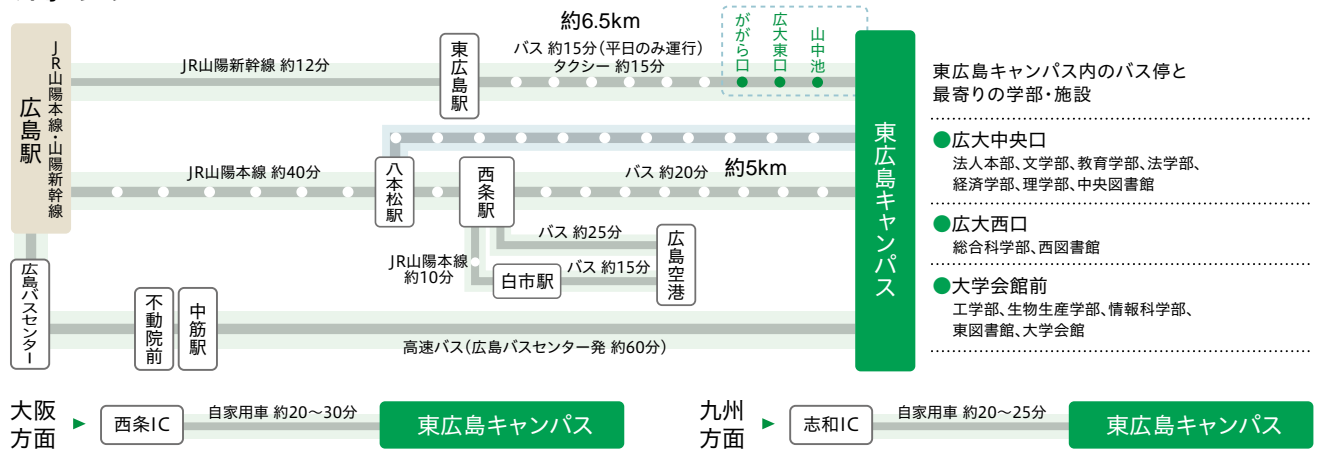 約6.5km
バス 約15分(平日のみ運行)
タクシー 約15分
JR山陽新幹線 約12分
JR山陽本線・山陽新幹線
広島駅
東広島駅
ががら口
広大東口
山中池
東広島キャンパス
JR山陽本線 約40分
八本松駅
西条駅
バス 約20分
約5km
バス 約25分
JR山陽本線
約10分
白市駅
バス 約15分
広島空港
広島バスセンター
不動院前
中筋駅
高速バス(広島バスセンター発 約60分)
東広島キャンパス内のバス停と
最寄りの学部・施設
●広大中央口
法人本部、文学部、教育学部、法学部、
経済学部、理学部、中央図書館
●広大西口
総合科学部、西図書館
●大学会館前
工学部、生物生産学部、情報科学部、
東図書館、大学会館
大阪
方面
西条IC
自家用車 約20～30分
東広島キャンパス
九州
方面
志和IC
自家用車 約20～25分
東広島キャンパス